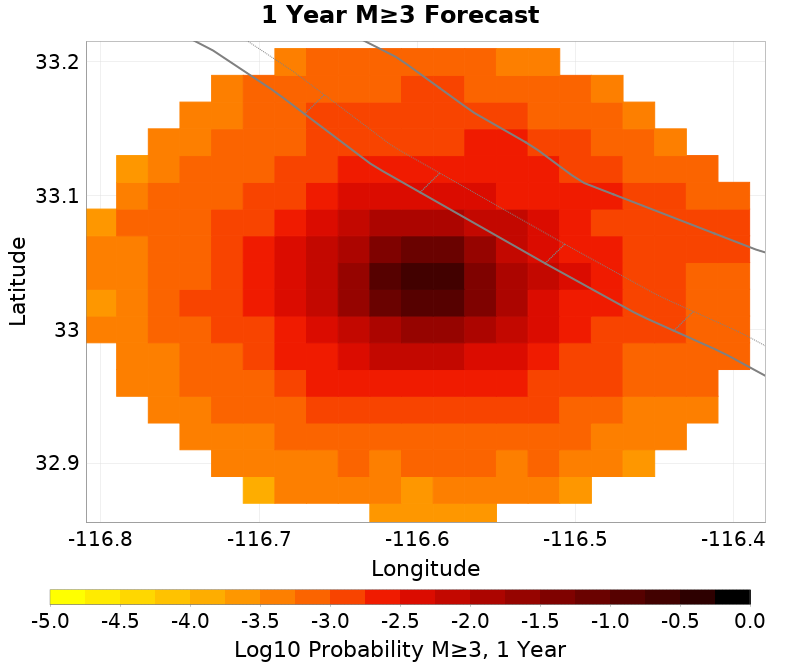 1 Year M≥3 Forecast
33.2
33.1
33
32.9
Latitude
-116.8 -116.7 -116.6 -116.5 -116.4
Longitude
-5.0 -4.5 -4.0 -3.5 -3.0 -2.5 -2.0 -1.5 -1.0 -0.5 0.0
Log10 Probability M≥3, 1 Year